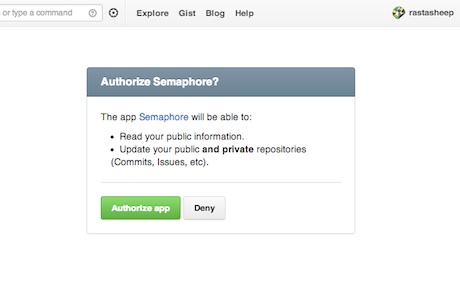 or type a command
Explore Gist Blog Help
rastasheep
Authorize Semaphore?
The app Semaphore will be able to:
• Read your public information.
• Update your public and private repositories
(Commits, Issues, etc).
Authorize app
Deny